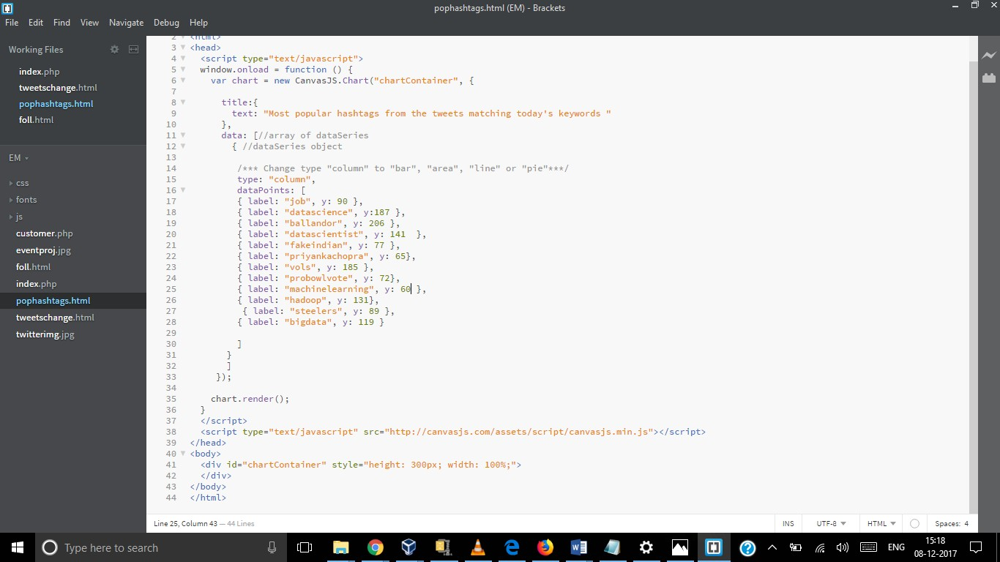 pophashtags.html (EM) - Brackets
File Edit Find View Navigate Debug Help
Working Files
index.php
tweetschange.html
pophashtags.html
foll.html
EM
css
fonts
js
customer.php
eventproj.jpg
foll.html
index.php
pophashtags.html
tweetschange.html
twitterimg.jpg
2 <html>
3 <head>
4 <script type="text/javascript">
5 window.onload = function () {
6 var chart = new CanvasJS.Chart("chartContainer", {
7
8 title:{
9 text: "Most popular hashtags from the tweets matching today's keywords "
10 },
11 data: [//array of dataSeries
12 { //dataSeries object
13
14 /*** Change type "column" to "bar", "area", "line" or "pie"***/
15 type: "column",
16 dataPoints: [
17 { label: "job", y: 90 },
18 { label: "datascience", y:187 },
19 { label: "ballandor", y: 206 },
20 { label: "datascientist", y: 141  },
21 { label: "fakeindian", y: 77 },
22 { label: "priyankachopra", y: 65},
23 { label: "vols", y: 185 },
24 { label: "probowlvote", y: 72},
25 { label: "machinelearning", y: 60 },
26 { label: "hadoop", y: 131},
27 { label: "steelers", y: 89 },
28 { label: "bigdata", y: 119 }
29
30 ]
31 }
32 ]
33 });
34
35 chart.render();
36 }
37 </script>
38 <script type="text/javascript" src="http://canvasjs.com/assets/script/canvasjs.min.js"></script>
39 </head>
40 <body>
41 <div id="chartContainer" style="height: 300px; width: 100%;">
42 </div>
43 </body>
44 </html>
Line 25, Column 43 — 44 Lines
INS UTF-8 HTML Spaces: 4
Type here to search
ENG
15:18
08-12-2017